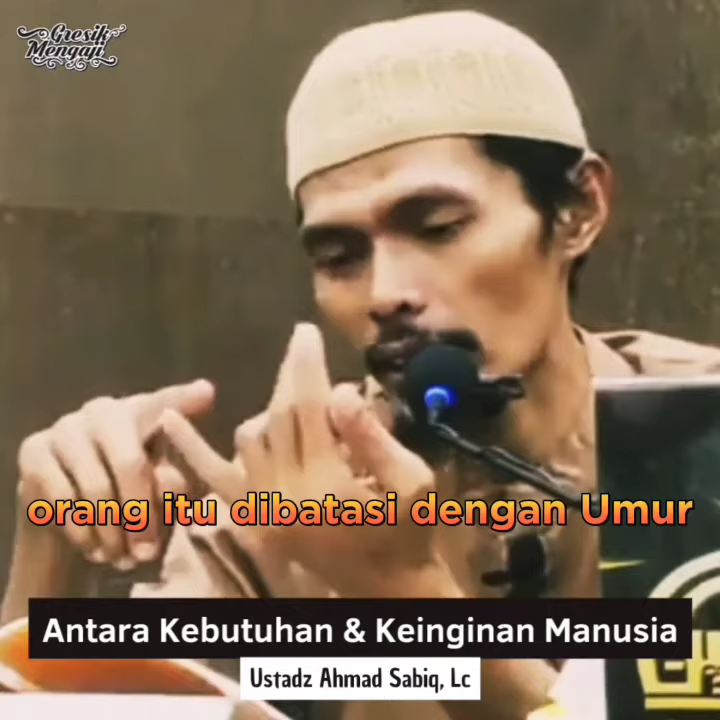 Gresik
Mengaji
orang itu dibatasi dengan Umur
Antara Kebutuhan & Keinginan Manusia
Ustadz Ahmad Sabiq, Lc